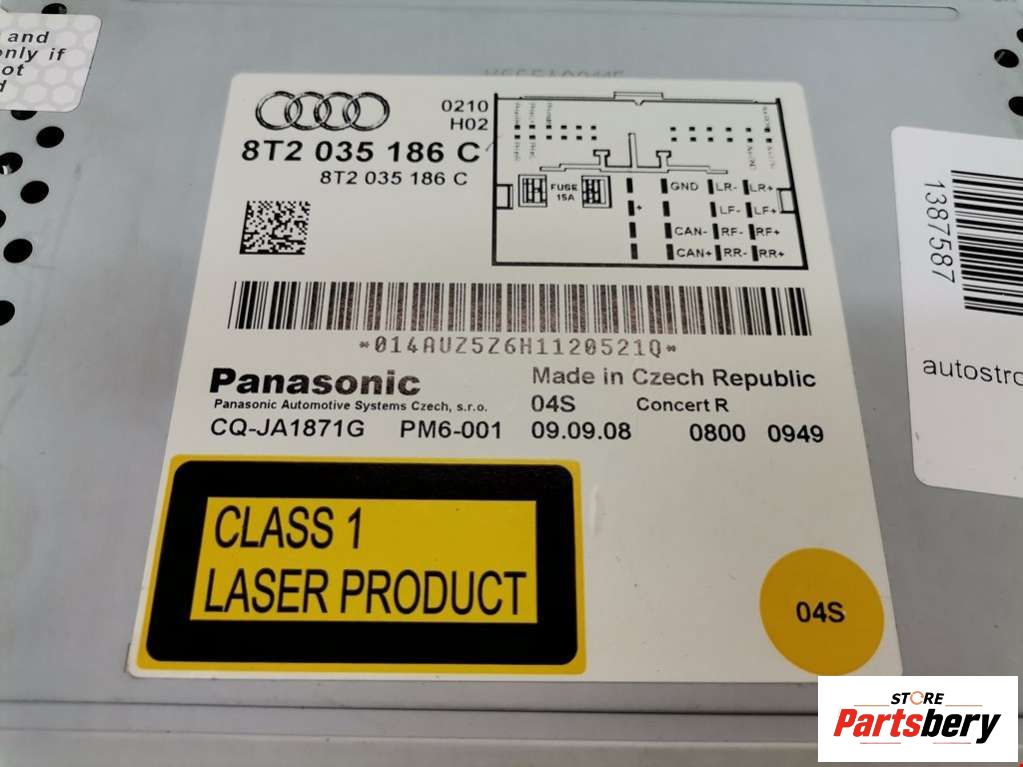 and
only if
not
0210
H02
8T2 035 186 C
8T2 035 186 C
FUSE
15A
GND LR- LR+
+ LF- LF+
CAN- RF- RF+
CAN+ RR- RR+
*014AUZ5Z6H1120521Q*
Panasonic
Made in Czech Republic
Panasonic Automotive Systems Czech, s.r.o.
04S Concert R
CQ-JA1871G PM6-001 09.09.08 0800 0949
CLASS 1
LASER PRODUCT
04S
1387587
autostro
STORE
Partsbery